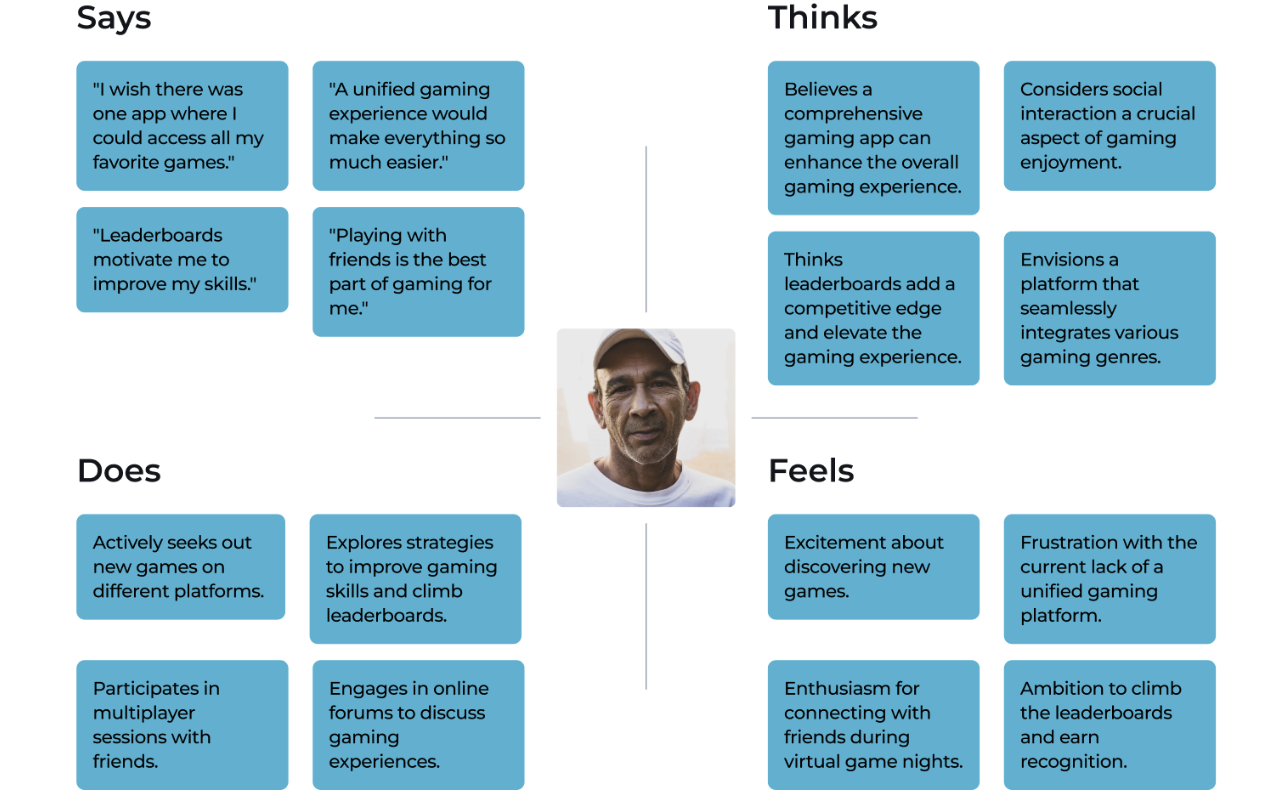 Says
"I wish there was
one app where I
could access all my
favorite games."
"A unified gaming
experience would
make everything so
much easier."
"Leaderboards
motivate me to
improve my skills."
"Playing with
friends is the best
part of gaming for
me."
Thinks
Believes a
comprehensive
gaming app can
enhance the overall
gaming experience.
Considers social
interaction a crucial
aspect of gaming
enjoyment.
Thinks
leaderboards add a
competitive edge
and elevate the
gaming experience.
Envisions a
platform that
seamlessly
integrates various
gaming genres.
Does
Actively seeks out
new games on
different platforms.
Explores strategies
to improve gaming
skills and climb
leaderboards.
Participates in
multiplayer
sessions with
friends.
Engages in online
forums to discuss
gaming
experiences.
Feels
Excitement about
discovering new
games.
Frustration with the
current lack of a
unified gaming
platform.
Enthusiasm for
connecting with
friends during
virtual game nights.
Ambition to climb
the leaderboards
and earn
recognition.